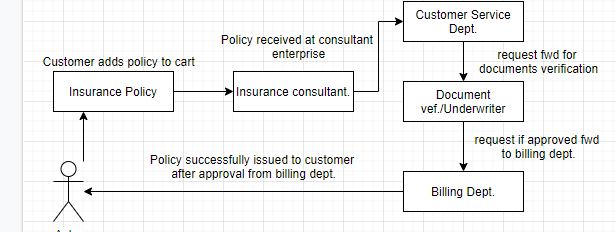 Customer Service
Dept.
Policy received at consultant
enterprise
request fwd for
documents verification
Customer adds policy to cart
Insurance Policy
Insurance consultant.
Document
vef./Underwriter
request if approved fwd
to billing dept.
Policy successfully issued to customer
after approval from billing dept.
Billing Dept.